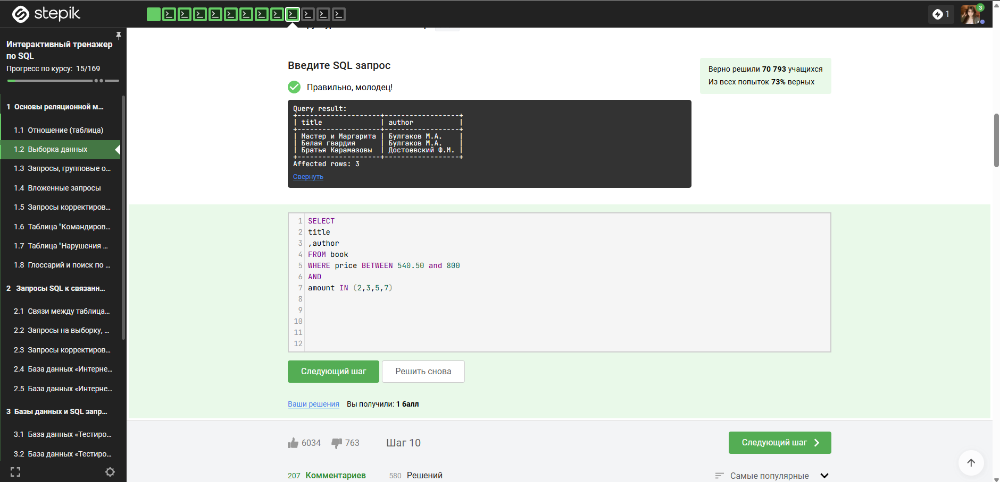 stepik
1
3
Интерактивный тренажер
по SQL
Прогресс по курсу: 15/169
1 Основы реляционной м...
1.1 Отношение (таблица)
1.2 Выборка данных
1.3 Запросы, групповые о...
1.4 Вложенные запросы
1.5 Запросы корректиров...
1.6 Таблица "Командиров...
1.7 Таблица "Нарушения ...
1.8 Глоссарий и поиск по ...
2 Запросы SQL к связанн...
2.1 Связи между таблица...
2.2 Запросы на выборку, ...
2.3 Запросы корректиров...
2.4 База данных «Интерне...
2.5 База данных «Интерне...
3 Базы данных и SQL запр...
3.1 База данных «Тестиро...
3.2 База данных «Тестиро...
Введите SQL запрос
Правильно, молодец!
Верно решили 70 793 учащихся
Из всех попыток 73% верных
Query result:
+--------------------+------------------+
| title | author |
+--------------------+------------------+
| Мастер и Маргарита | Булгаков М.А. |
| Белая гвардия | Булгаков М.А. |
| Братья Карамазовы | Достоевский Ф.М. |
+--------------------+------------------+
Affected rows: 3
Свернуть
1 SELECT
2 title
3 ,author
4 FROM book
5 WHERE price BETWEEN 540.50 and 800
6 AND
7 amount IN (2,3,5,7)
8
9
10
11
12
Следующий шаг
Решить снова
Ваши решения Вы получили: 1 балл
6034 763 Шаг 10
Следующий шаг
207 Комментариев 580 Решений
Самые популярные